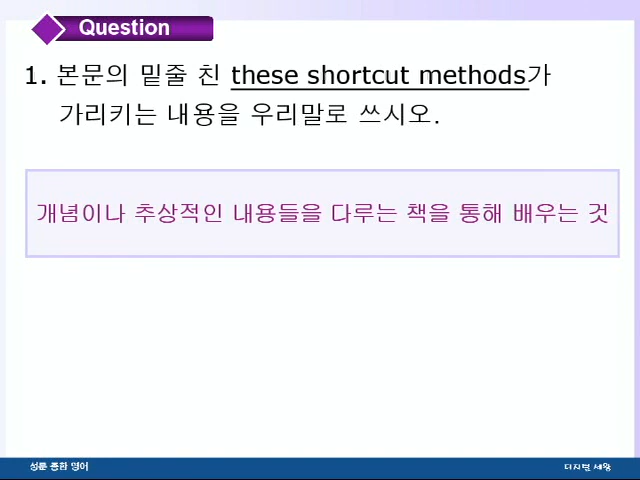 Question
1. 본문의 밑줄 친 these shortcut methods가
가리키는 내용을 우리말로 쓰시오.
개념이나 추상적인 내용들을 다루는 책을 통해 배우는 것
성문 종합 영어
디지털 세왕